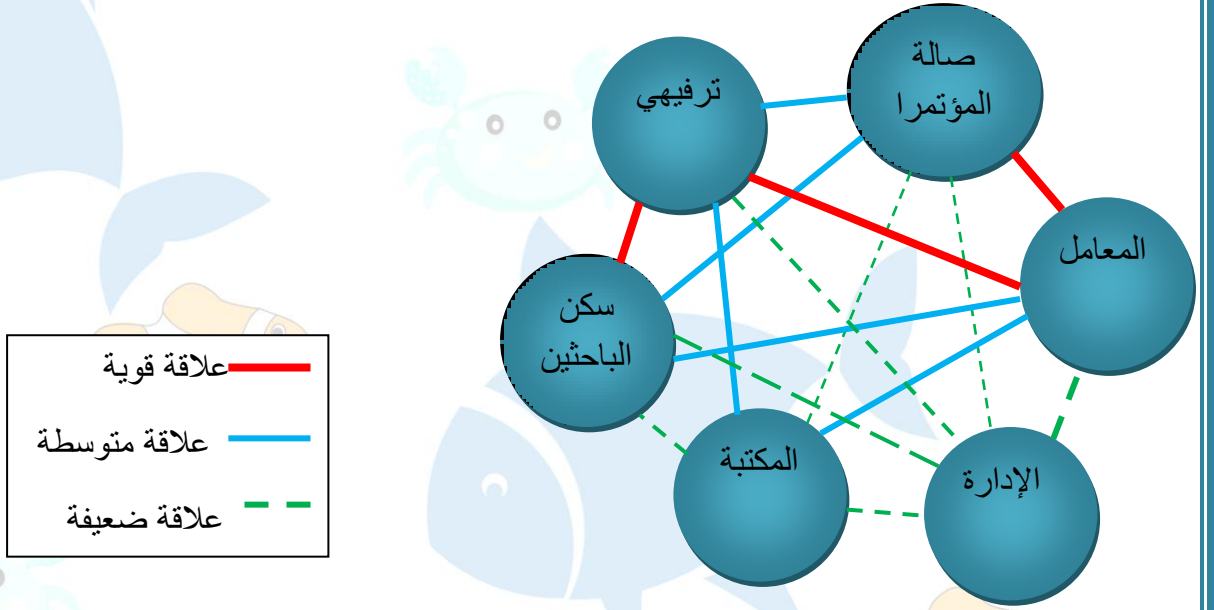 صالة
المؤتمرا
ترفيهي
المعامل
سكن
الباحثين
المكتبة
الإدارة
علاقة قوية
علاقة متوسطة
علاقة ضعيفة